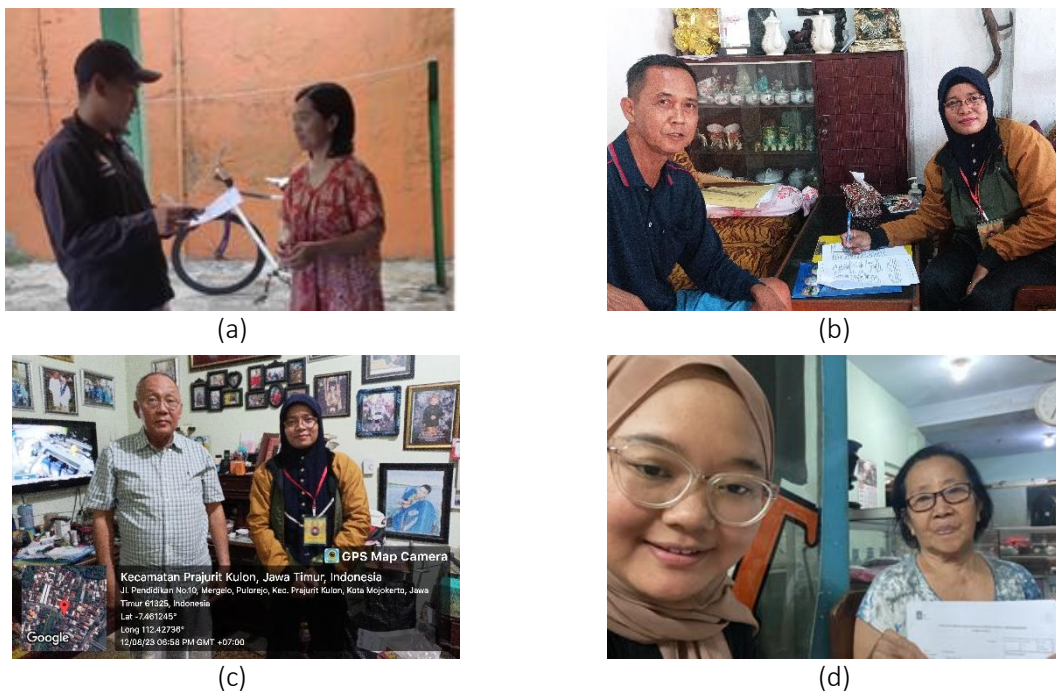 (a)
(b)
GPS Map Camera
Kecamatan Prajurit Kulon, Jawa Timur, Indonesia
Jl. Pendidikan No.10, Mergelo, Pulorejo, Kec. Prajurit Kulon, Kota Mojokerto, Jawa
Timur 61325, Indonesia
Lat -7.461245°
Long 112.42736°
12/08/23 06:58 PM GMT +07:00
Google
(c)
(d)